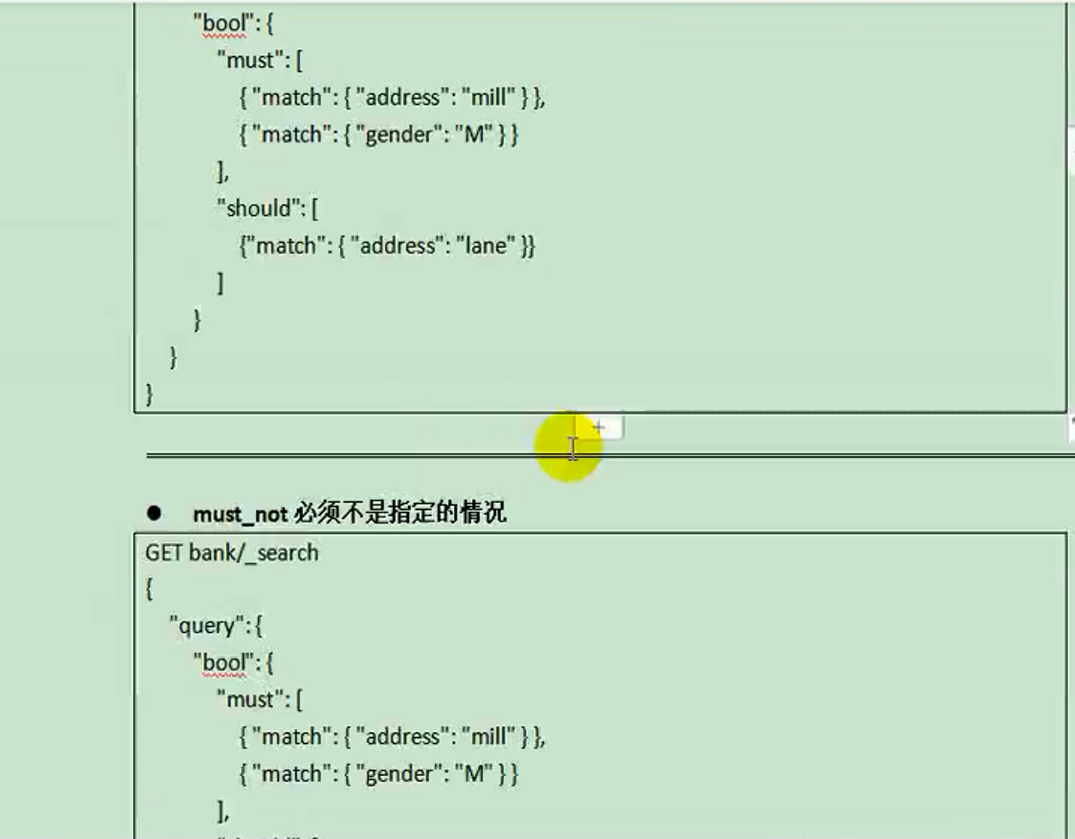 "bool": {
"must": [
{ "match": { "address": "mill" } },
{ "match": { "gender": "M" } }
],
"should": [
{"match": { "address": "lane" }}
]
}
}
}
● must_not 必须不是指定的情况
GET bank/_search
{
"query": {
"bool": {
"must": [
{ "match": { "address": "mill" } },
{ "match": { "gender": "M" } }
],